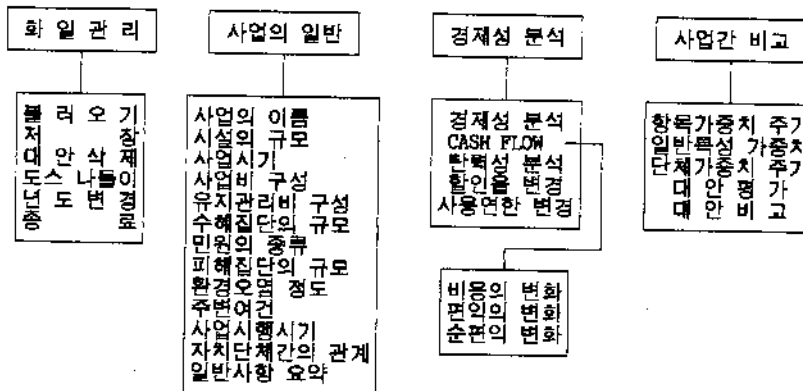 화 일 관 리
불 러 오 기
저 장
대 안 삭 제
도스 나들이
년 도 변 경
종 료
사업의 일반
사업의 이름
시설의 규모
사업시기
사업비 구성
유지관리비 구성
수혜집단의 규모
민원의 종류
피해집단의 규모
환경오염 정도
주변여건
사업시행시기
자치단체간의 관계
일반사항 요약
경제성 분석
경제성 분석
CASH FLOW
탄력성 분석
할인율 변경
사용연한 변경
비용의 변화
편익의 변화
순편익 변화
사업간 비교
항목가중치 주기
일반특성 가중치
단체가중치 주기
대 안 평 가
대 안 비 교